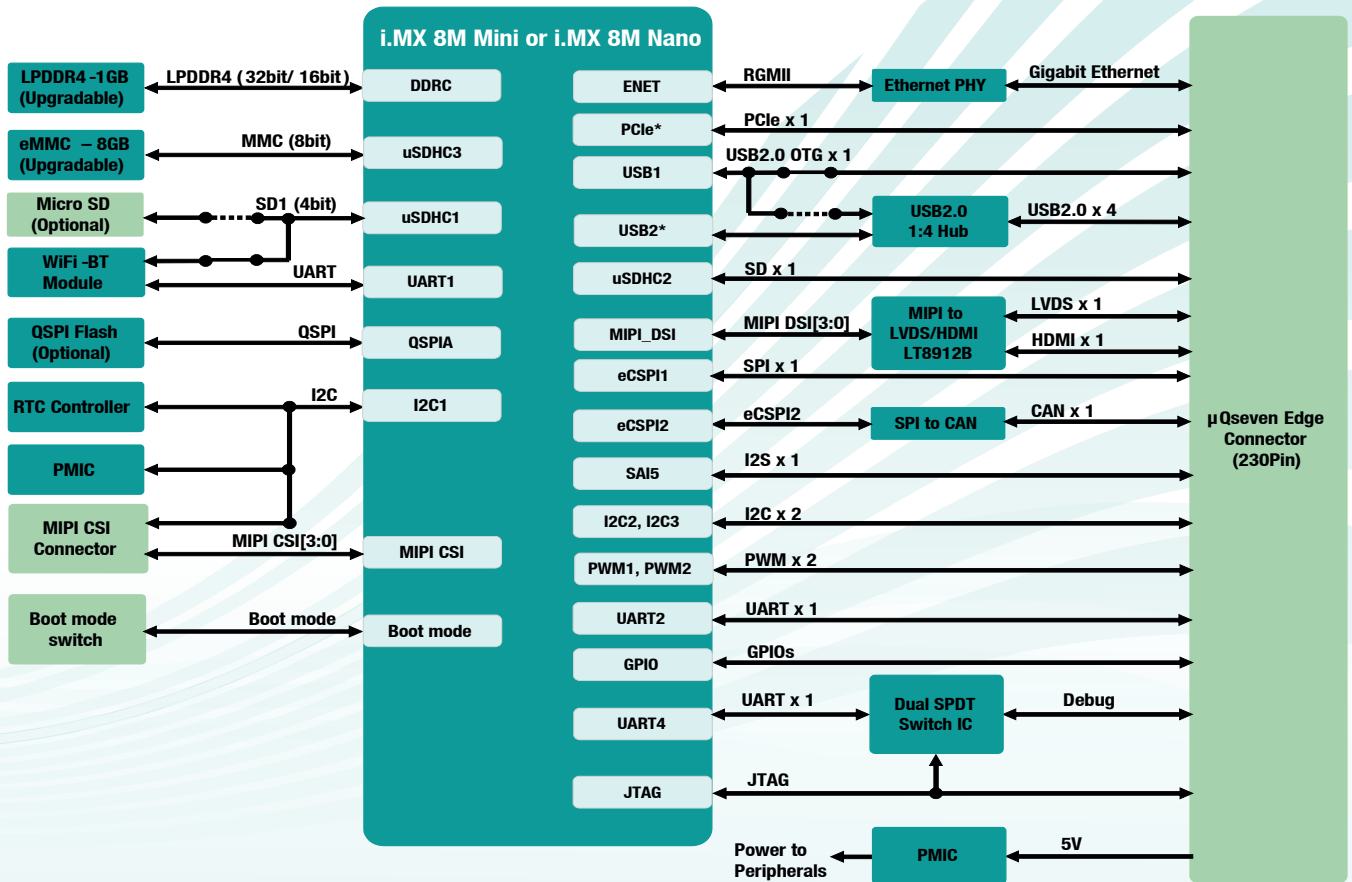 i.MX 8M Mini or i.MX 8M Nano
LPDDR4 -1GB
(Upgradable)
LPDDR4 (32bit/ 16bit)
DDRC
eMMC – 8GB
(Upgradable)
MMC (8bit)
uSDHC3
Micro SD
(Optional)
SD1 (4bit)
uSDHC1
WiFi -BT
Module
UART
UART1
QSPI Flash
(Optional)
QSPI
QSPIA
RTC Controller
I2C
I2C1
PMIC
MIPI CSI
Connector
MIPI CSI[3:0]
MIPI CSI
Boot mode
switch
Boot mode
Boot mode
ENET
RGMII
Ethernet PHY
Gigabit Ethernet
PCIe*
PCIe x 1
USB1
USB2.0 OTG x 1
USB2*
USB2.0
1:4 Hub
USB2.0 x 4
uSDHC2
SD x 1
MIPI_DSI
MIPI DSI[3:0]
MIPI to
LVDS/HDMI
LT8912B
LVDS x 1
HDMI x 1
eCSPI1
SPI x 1
eCSPI2
eCSPI2
SPI to CAN
CAN x 1
SAI5
I2S x 1
I2C2, I2C3
I2C x 2
PWM1, PWM2
PWM x 2
UART2
UART x 1
GPIO
GPIOs
UART4
UART x 1
Dual SPDT
Switch IC
Debug
JTAG
JTAG
Power to
Peripherals
PMIC
5V
µQseven Edge
Connector
(230Pin)